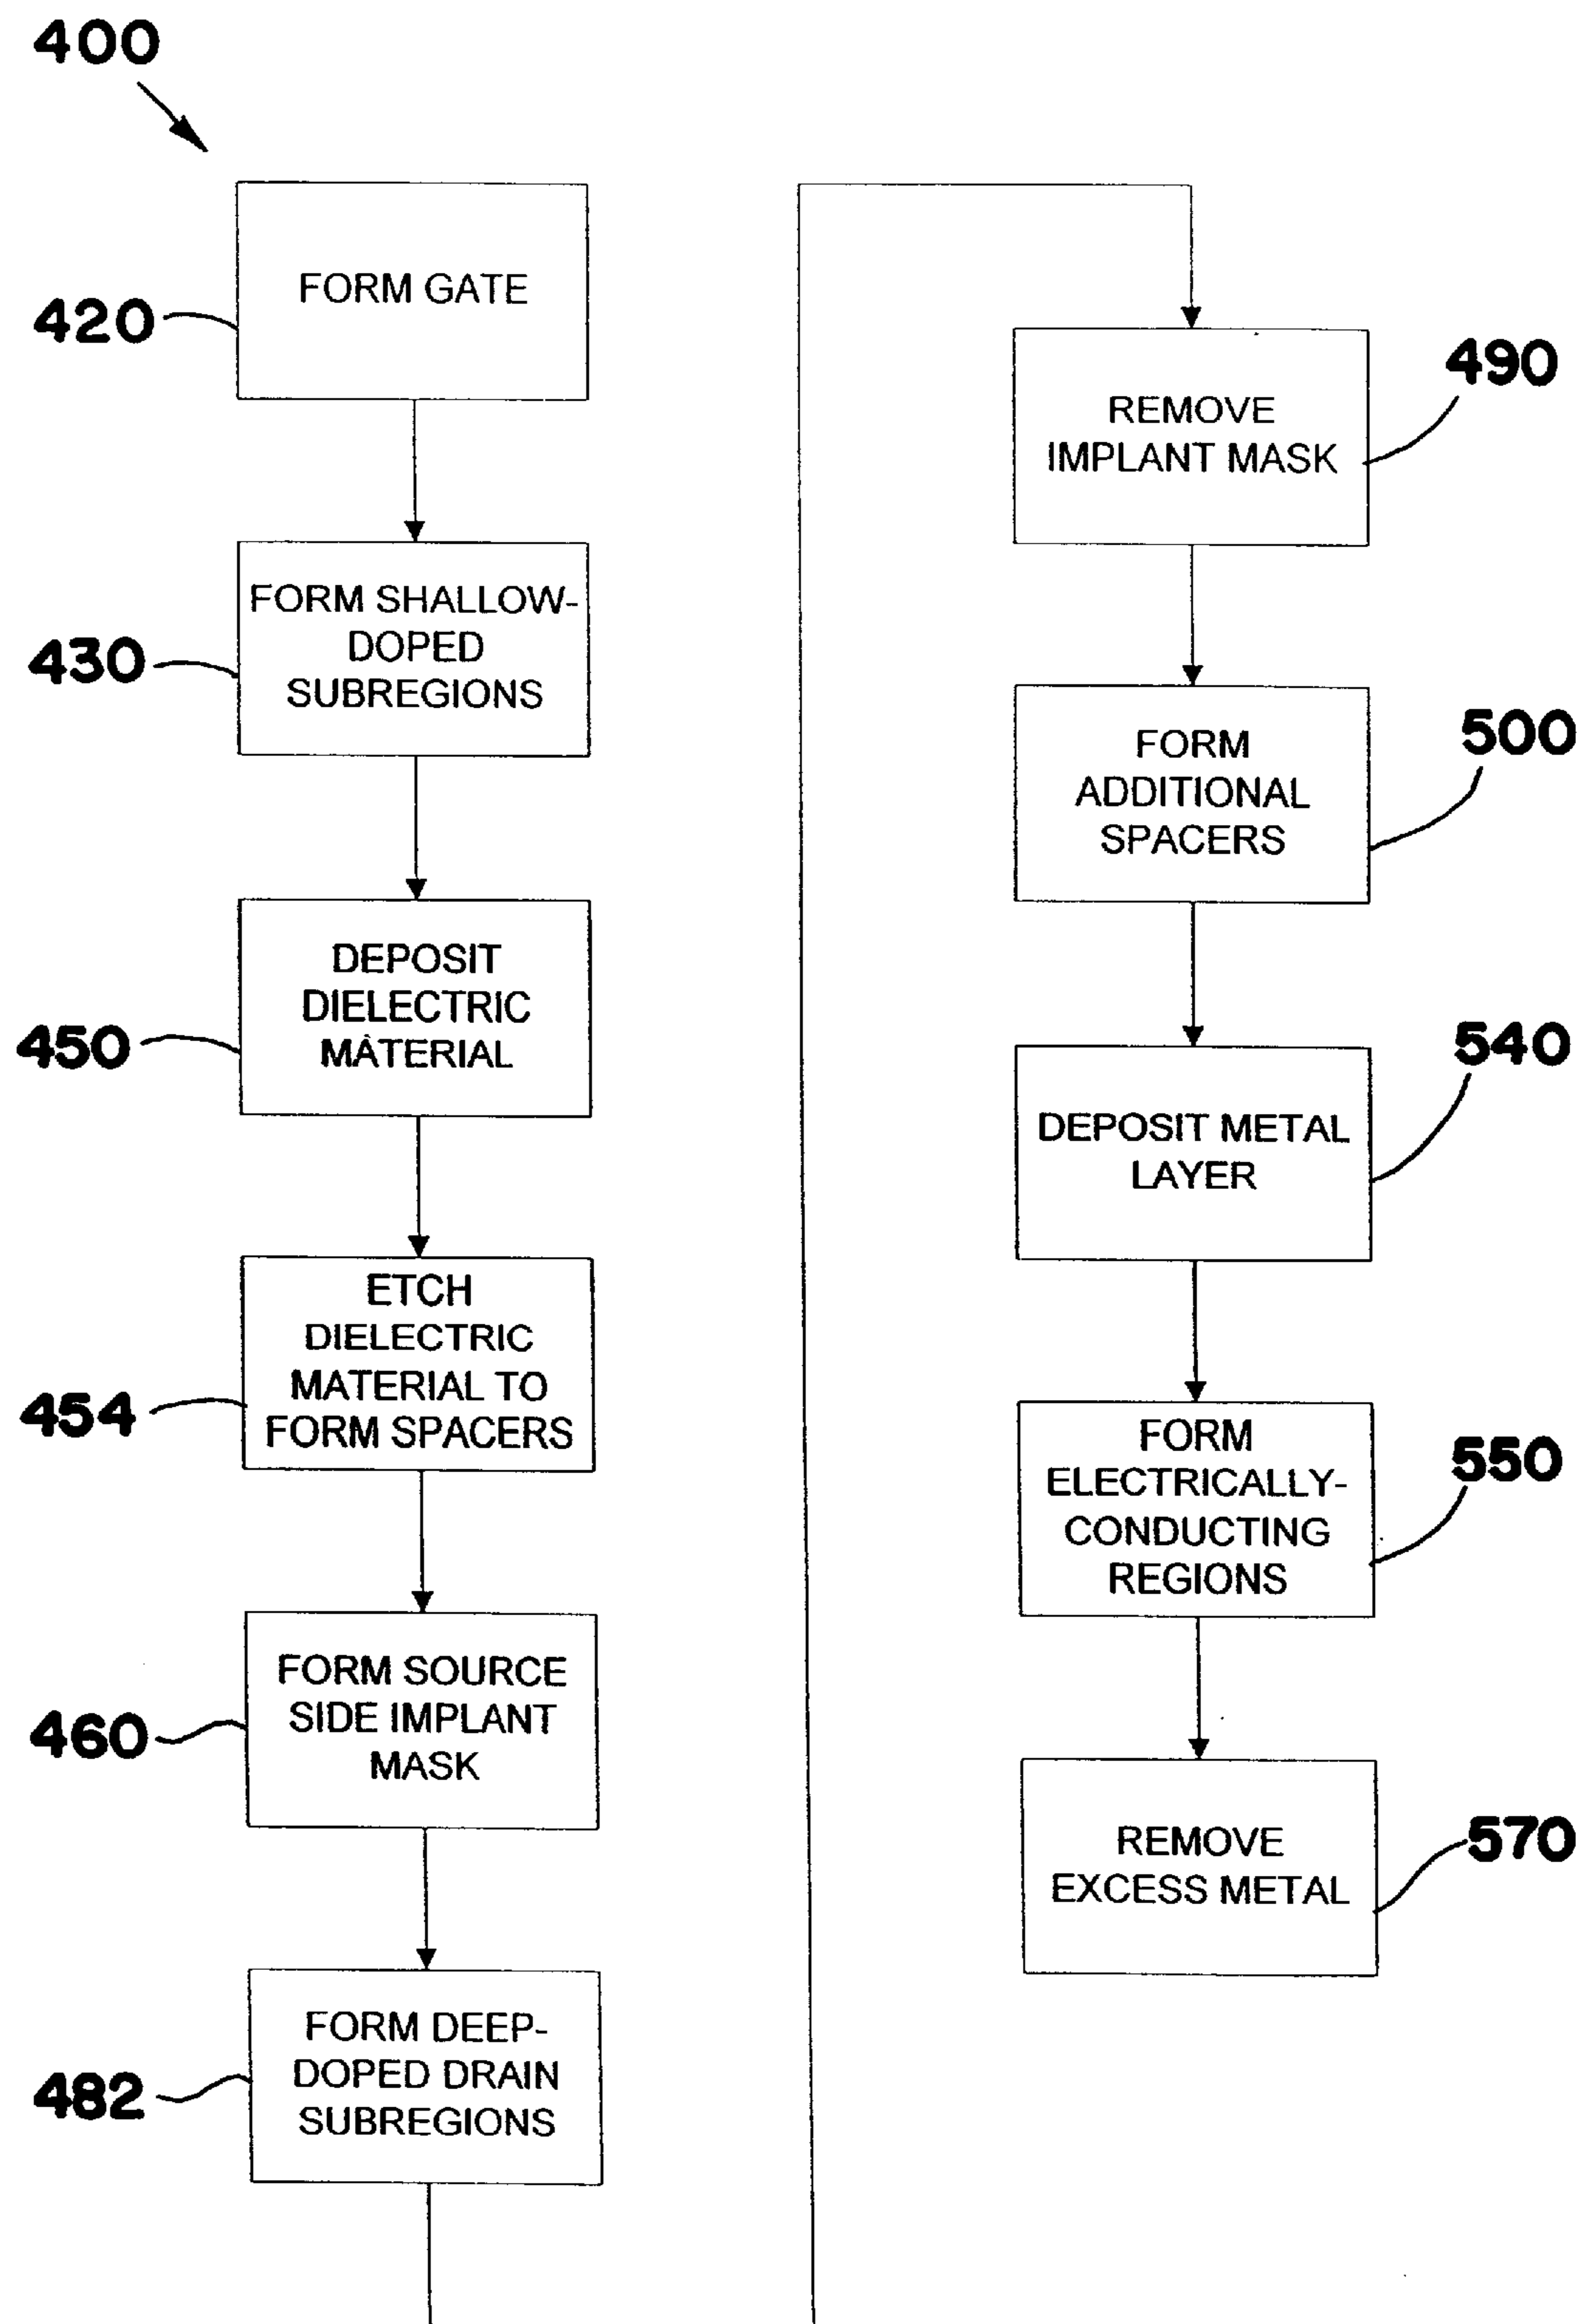 400
FORM GATE
420
FORM SHALLOW-
DOPED
SUBREGIONS
430
DEPOSIT
DIELECTRIC
MATERIAL
450
ETCH
DIELECTRIC
MATERIAL TO
FORM SPACERS
454
FORM SOURCE
SIDE IMPLANT
MASK
460
FORM DEEP-
DOPED DRAIN
SUBREGIONS
482
REMOVE
IMPLANT MASK
490
FORM
ADDITIONAL
SPACERS
500
DEPOSIT METAL
LAYER
540
FORM
ELECTRICALLY-
CONDUCTING
REGIONS
550
REMOVE
EXCESS METAL
570